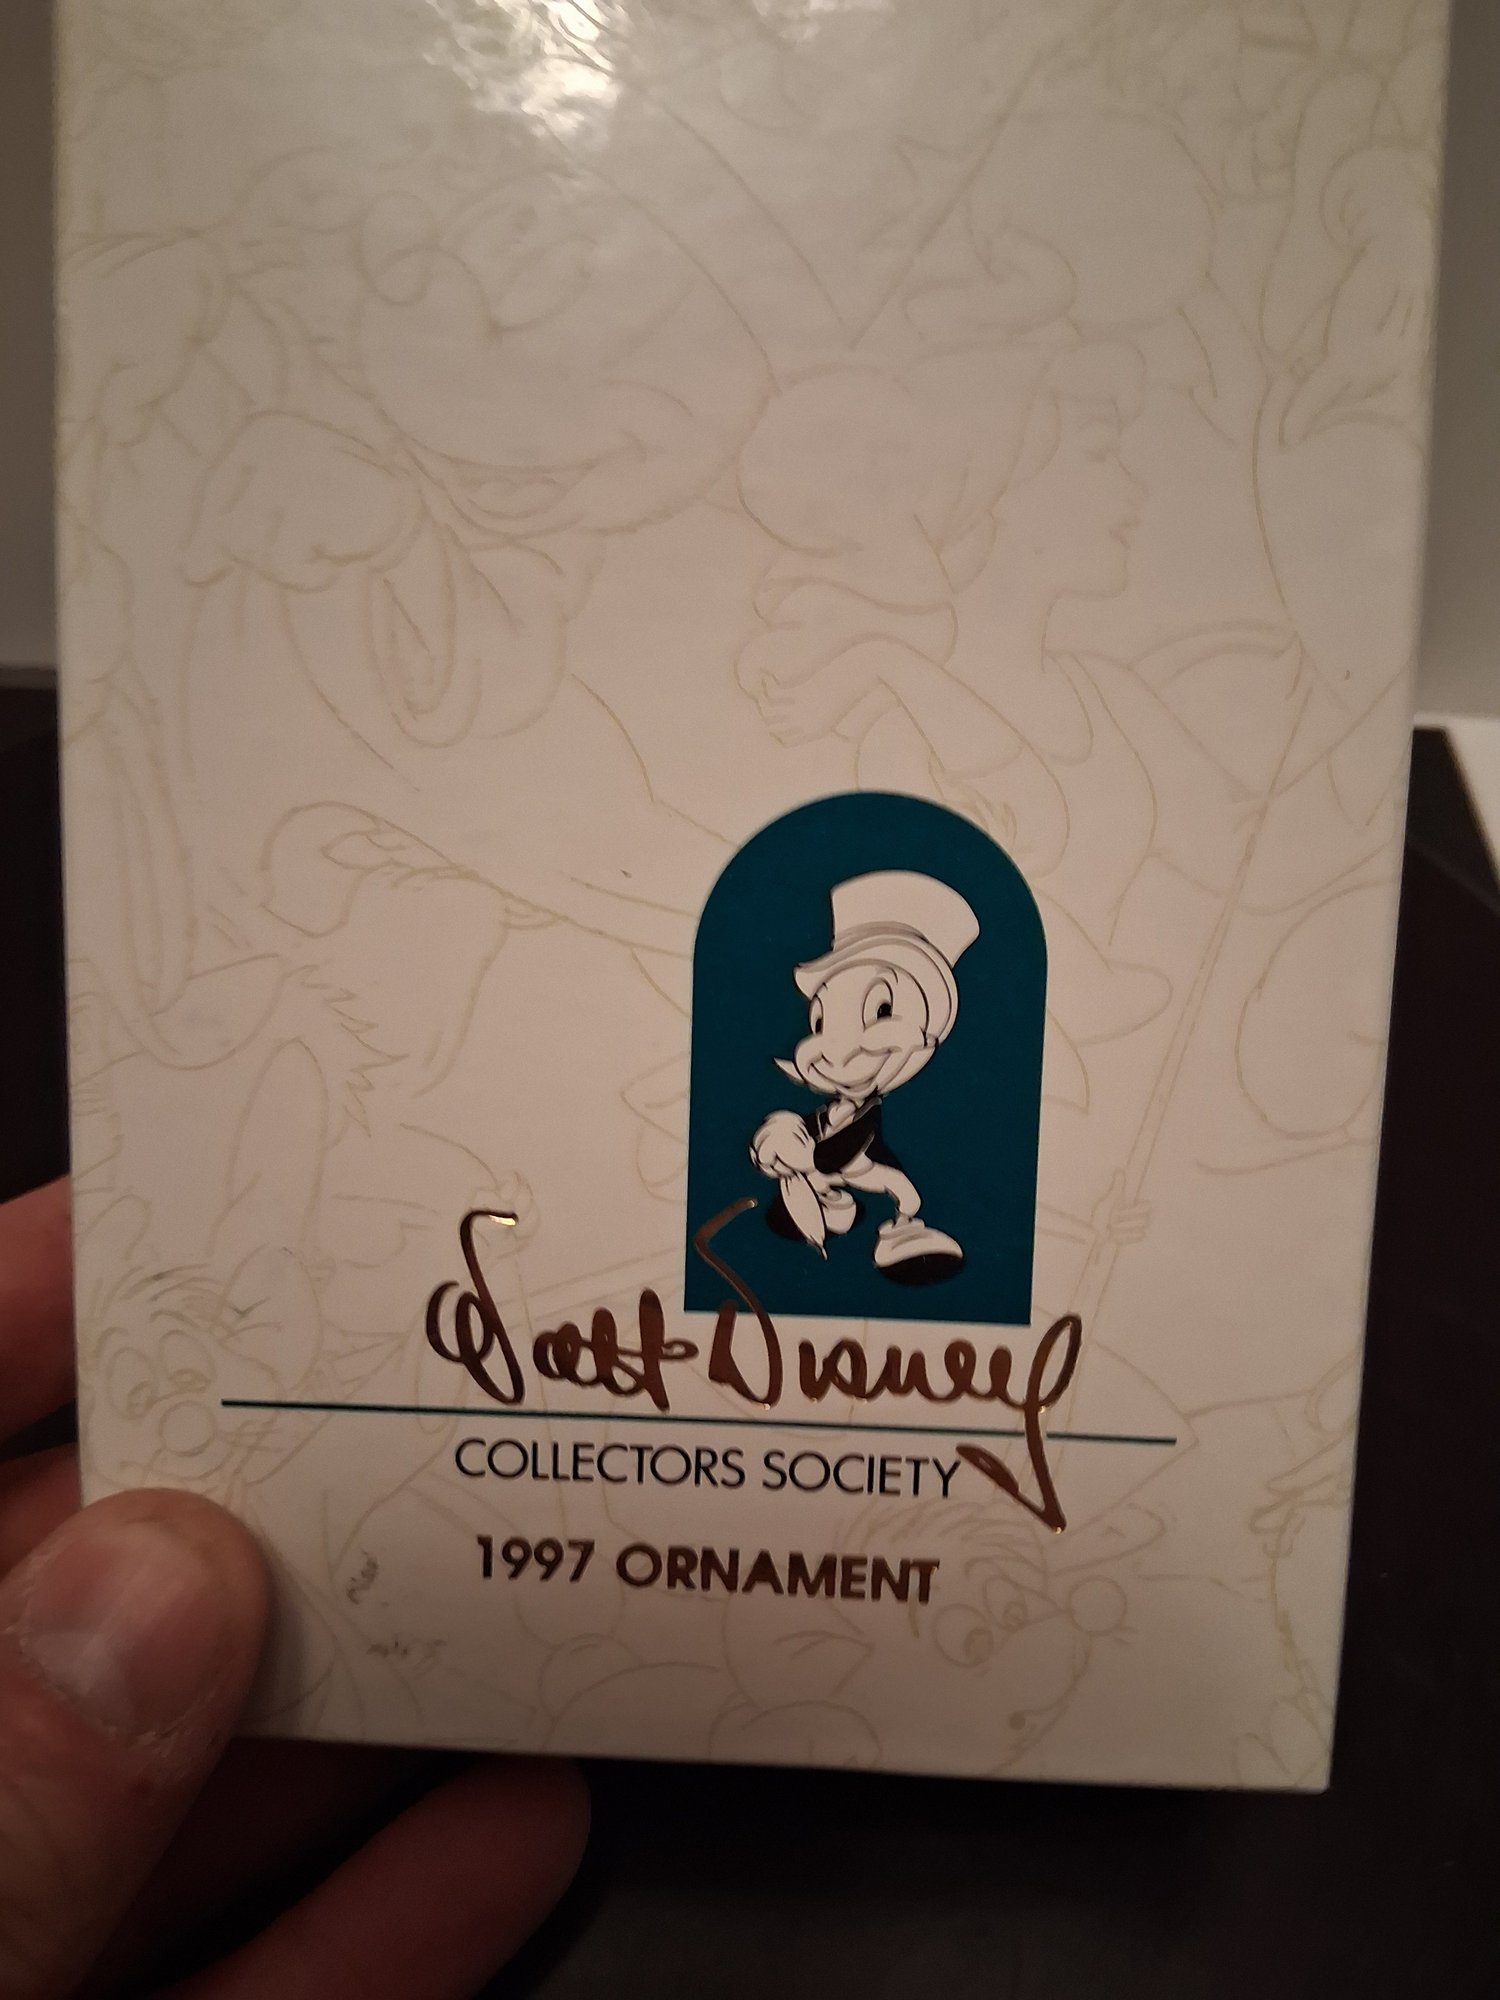 Walt Disney
COLLECTORS SOCIETY
1997 ORNAMENT